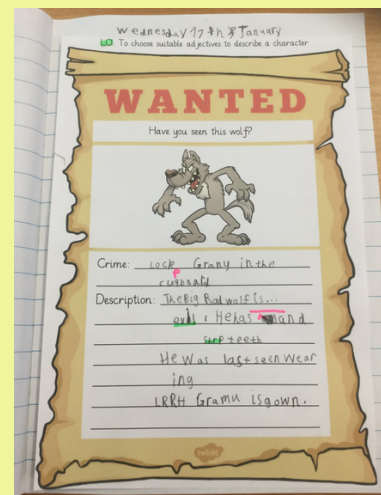 Wednesday 17th January
LO To choose suitable adjectives to describe a character
WANTED
Have you seen this wolf?
Crime: Lock Grany in the
cupboard
Description: The Big Bad wolf is...
evil. He has and
sharp teeth
He was last seen wear
ing
LRRH Gramu is gown.